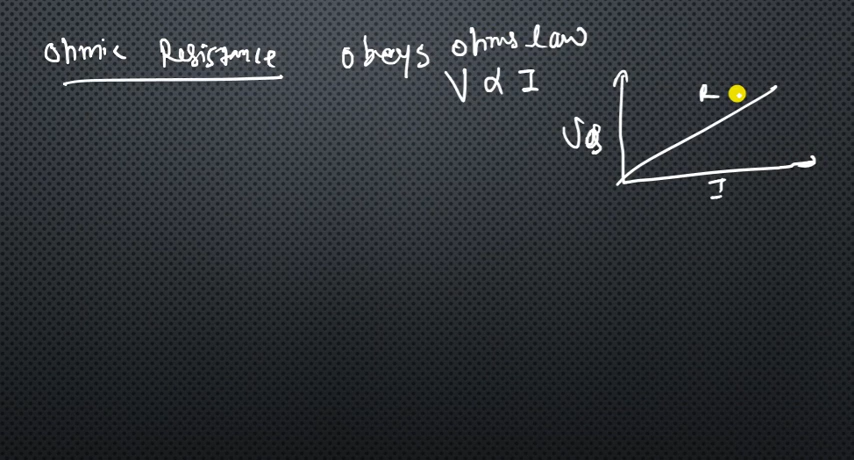 Ohmic Resistance obeys ohms law
V α I
R
I